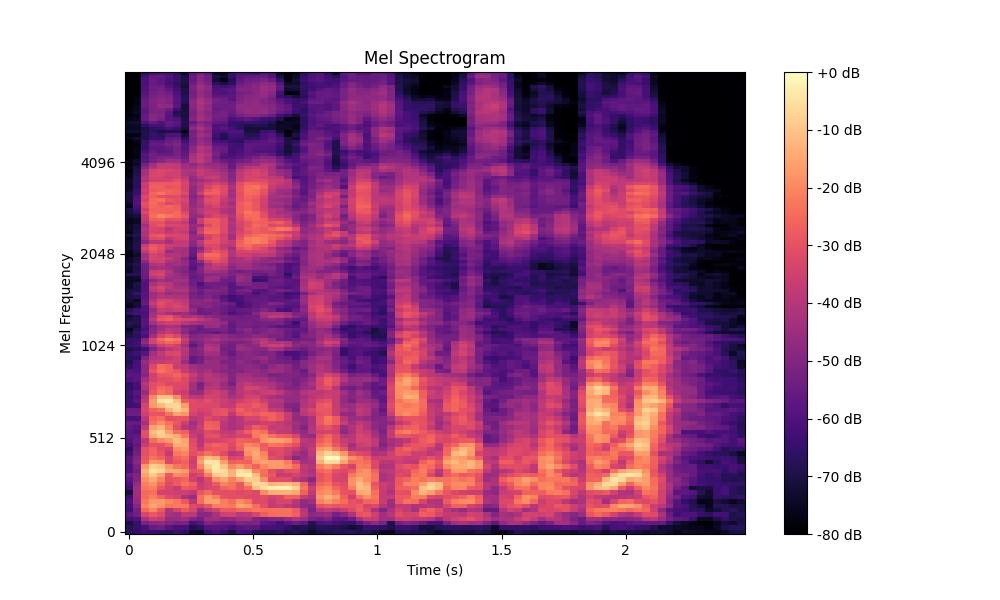 Mel Spectrogram
+0 dB
-10 dB
-20 dB
-30 dB
-40 dB
-50 dB
-60 dB
-70 dB
-80 dB
Mel Frequency
4096
2048
1024
512
0
0 0.5 1 1.5 2
Time (s)